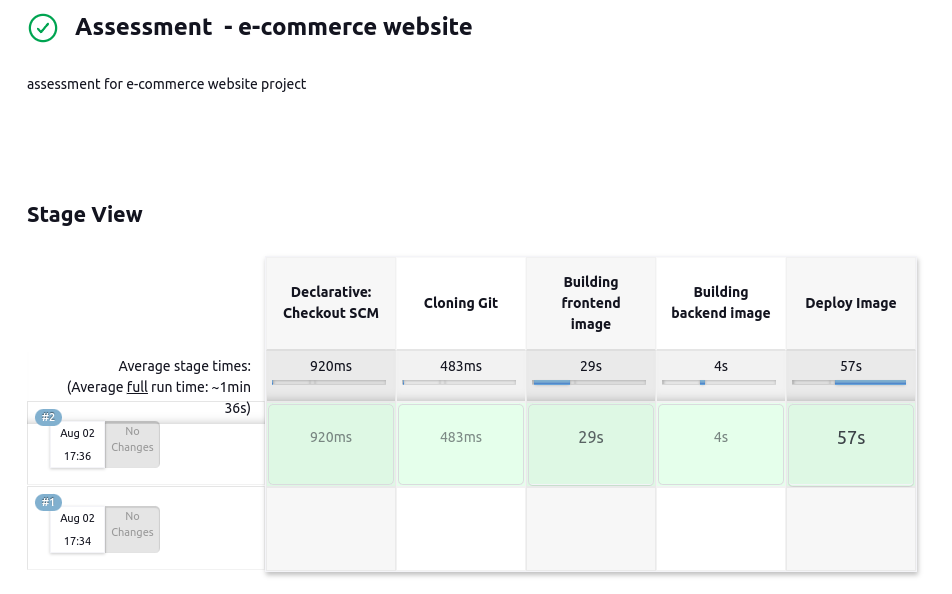 Assessment - e-commerce website
assessment for e-commerce website project
Stage View
Declarative:
Checkout SCM
Cloning Git
Building
frontend
image
Building
backend image
Deploy Image
Average stage times:
(Average full run time: ~1min
36s)
920ms
483ms
29s
4s
57s
#2
Aug 02
17:36
No
Changes
920ms
483ms
29s
4s
57s
#1
Aug 02
17:34
No
Changes